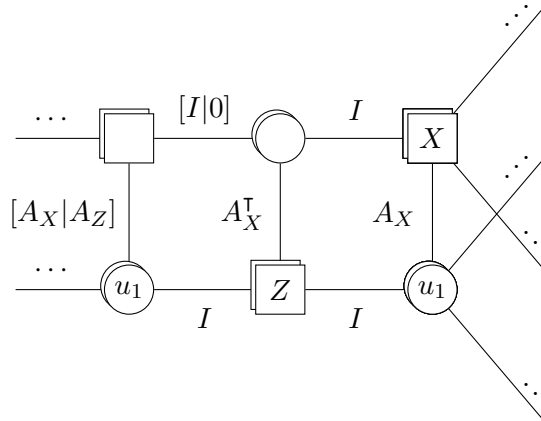 ⋯
⋯
[I|0]
I
X
[A_X|A_Z]
A_X^⊺
A_X
⋯
⋯
u_1
Z
u_1
I
I
⋯
⋯